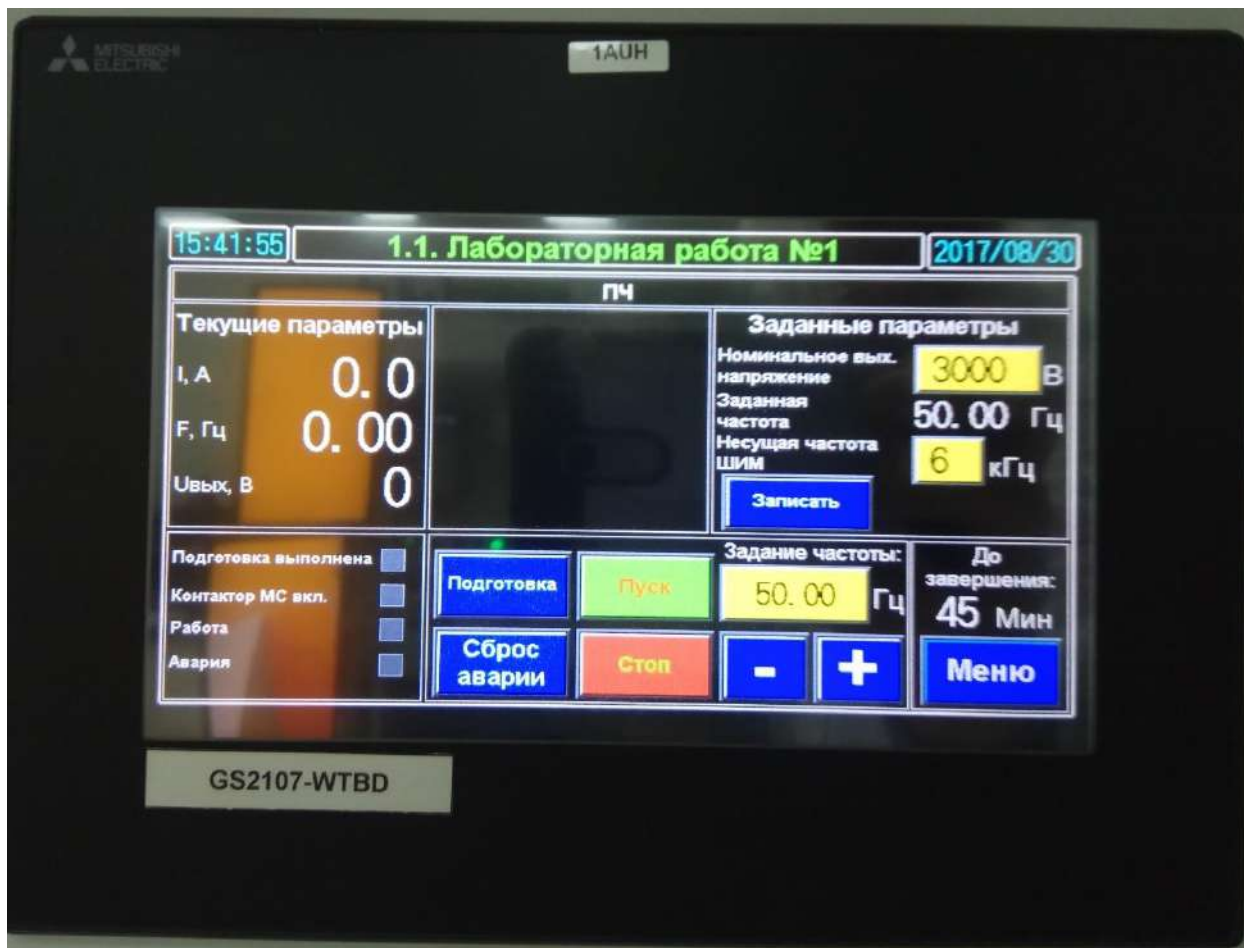 MITSUBISHI
ELECTRIC
1AUH
15:41:55
1.1. Лабораторная работа №1
2017/08/30
ПЧ
Текущие параметры
I, А 0.0
F, Гц 0.00
Uвых, В 0
Заданные параметры
Номинальное вых.
напряжение 3000 В
Заданная
частота 50.00 Гц
Несущая частота
ШИМ 6 кГц
Записать
Подготовка выполнена
Контактор МС вкл.
Работа
Авария
Подготовка
Пуск
Сброс
аварии
Стоп
Задание частоты:
50.00 Гц
- +
До
завершения:
45 Мин
Меню
GS2107-WTBD